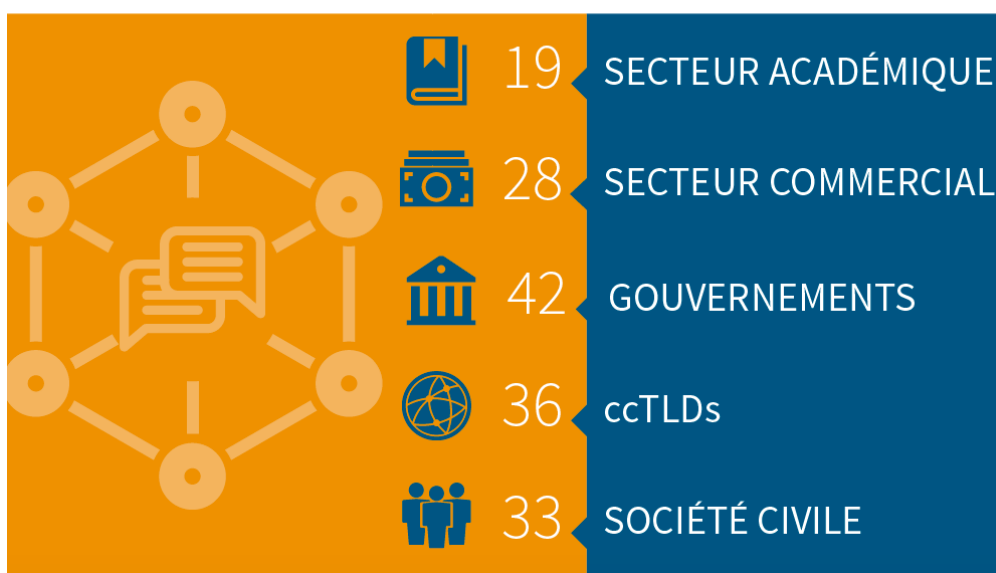 19 SECTEUR ACADÉMIQUE
28 SECTEUR COMMERCIAL
42 GOUVERNEMENTS
36 ccTLDs
33 SOCIÉTÉ CIVILE